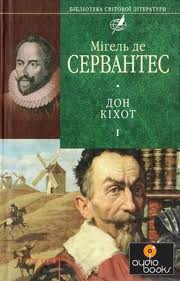 БІБЛІОТЕКА СВІТОВОЇ ЛІТЕРАТУРИ
Мігель де
СЕРВАНТЕС
ДОН
КІХОТ
І
audio
books